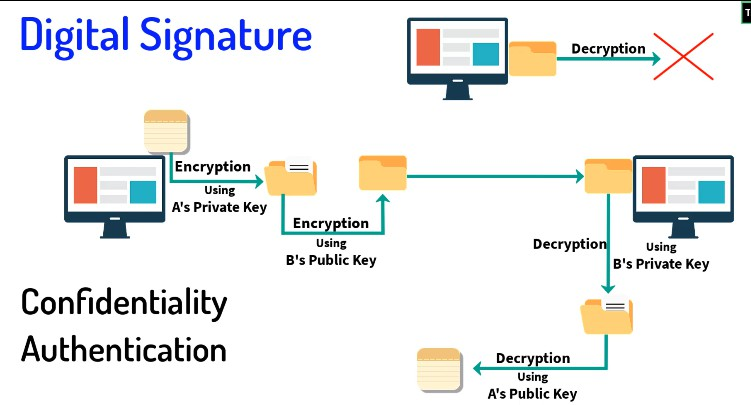 Digital Signature
T
Decryption
Encryption
Using
A's Private Key
Encryption
Using
B's Public Key
Decryption
Using
B's Private Key
Confidentiality
Authentication
Decryption
Using
A's Public Key